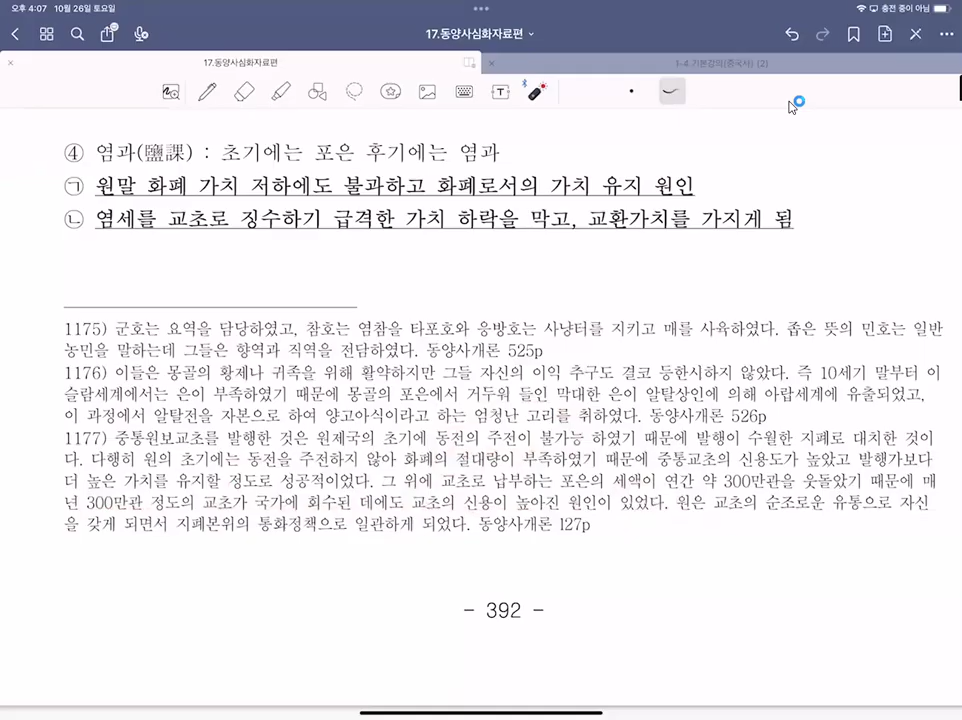 오후 4:07 10월 26일 토요일
충전 중이 아님
17.동양사심화자료편
17.동양사심화자료편
1-4.기본강의(중국사) (2)
④ 염과(鹽課) : 초기에는 포은 후기에는 염과
㉠ 원말 화폐 가치 저하에도 불과하고 화폐로서의 가치 유지 원인
㉡ 염세를 교초로 징수하기 급격한 가치 하락을 막고, 교환가치를 가지게 됨
1175) 군호는 요역을 담당하였고, 참호는 염참을 타포호와 응방호는 사냥터를 지키고 매를 사육하였다. 좁은 뜻의 민호는 일반
농민을 말하는데 그들은 향역과 직역을 전담하였다. 동양사개론 525p
1176) 이들은 몽골의 황제나 귀족을 위해 활약하지만 그들 자신의 이익 추구도 결코 등한시하지 않았다. 즉 10세기 말부터 이
슬람세계에서는 은이 부족하였기 때문에 몽골의 포은에서 거두워 들인 막대한 은이 알탈상인에 의해 아랍세계에 유출되었고,
이 과정에서 알탈전을 자본으로 하여 양고아식이라고 하는 엄청난 고리를 취하였다. 동양사개론 526p
1177) 중통원보교초를 발행한 것은 원제국의 초기에 동전의 주전이 불가능 하였기 때문에 발행이 수월한 지폐로 대치한 것이
다. 다행히 원의 초기에는 동전을 주전하지 않아 화폐의 절대량이 부족하였기 때문에 중통교초의 신용도가 높았고 발행가보다
더 높은 가치를 유지할 정도로 성공적이었다. 그 위에 교초로 납부하는 포은의 세액이 연간 약 300만관을 웃돌았기 때문에 매
년 300만관 정도의 교초가 국가에 회수된 데에도 교초의 신용이 높아진 원인이 있었다. 원은 교초의 순조로운 유통으로 자신
을 갖게 되면서 지폐본위의 통화정책으로 일관하게 되었다. 동양사개론 127p
- 392 -